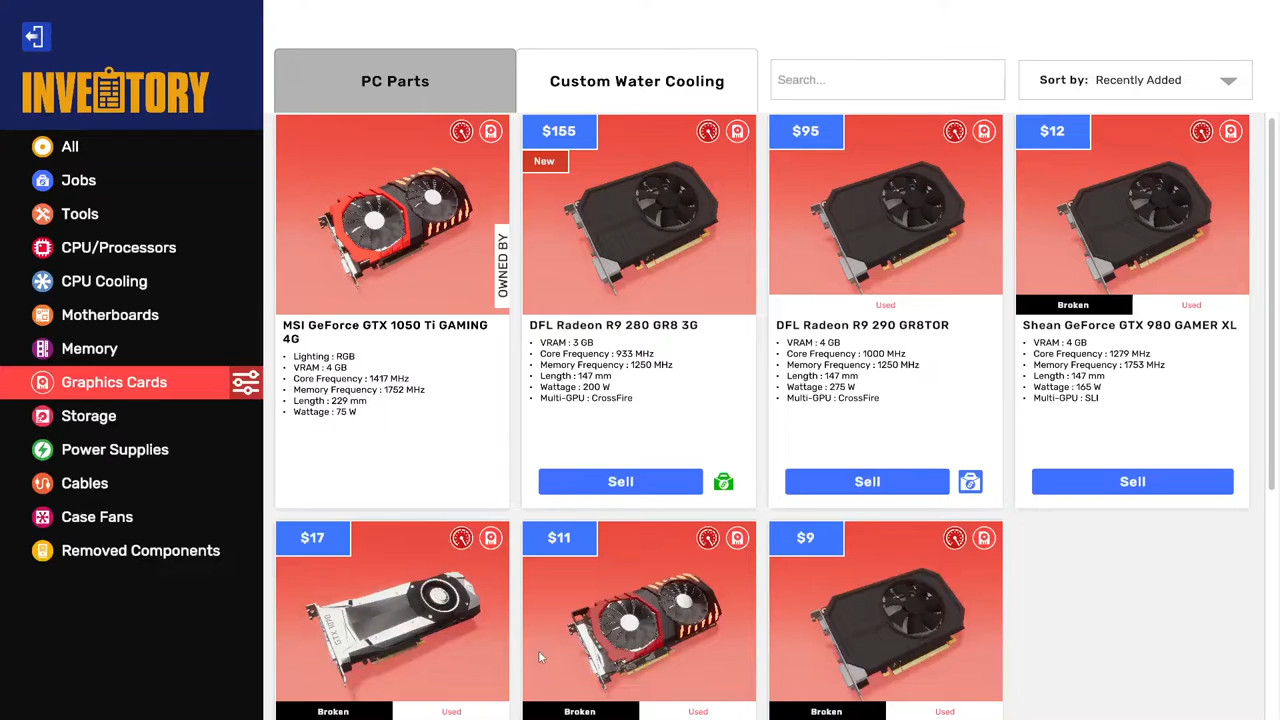 INVENTORY
All
Jobs
Tools
CPU/Processors
CPU Cooling
Motherboards
Memory
Graphics Cards
Storage
Power Supplies
Cables
Case Fans
Removed Components
PC Parts
Custom Water Cooling
Search...
Sort by: Recently Added
OWNED BY
MSI GeForce GTX 1050 Ti GAMING
4G
Lighting : RGB
VRAM : 4 GB
Core Frequency : 1417 MHz
Memory Frequency : 1752 MHz
Length : 229 mm
Wattage : 75 W
$155
New
DFL Radeon R9 280 GR8 3G
VRAM : 3 GB
Core Frequency : 933 MHz
Memory Frequency : 1250 MHz
Length : 147 mm
Wattage : 200 W
Multi-GPU : CrossFire
Sell
$95
Used
DFL Radeon R9 290 GR8TOR
VRAM : 4 GB
Core Frequency : 1000 MHz
Memory Frequency : 1250 MHz
Length : 147 mm
Wattage : 275 W
Multi-GPU : CrossFire
Sell
$12
Broken
Used
Shean GeForce GTX 980 GAMER XL
VRAM : 4 GB
Core Frequency : 1279 MHz
Memory Frequency : 1753 MHz
Length : 147 mm
Wattage : 165 W
Multi-GPU : SLI
Sell
$17
GTX 1070
Broken
Used
$11
Broken
Used
$9
Broken
Used